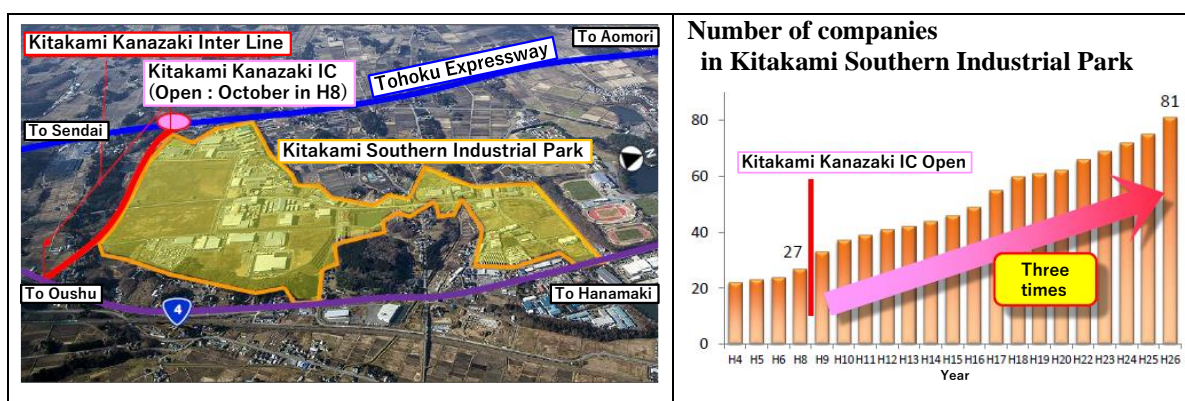 Kitakami Kanazaki Inter Line
Kitakami Kanazaki IC
(Open : October in H8)
Tohoku Expressway
To Aomori
To Sendai
Kitakami Southern Industrial Park
N
To Oushu
4
To Hanamaki
Number of companies
in Kitakami Southern Industrial Park
81
80
Kitakami Kanazaki IC Open
60
40
27
Three
times
20
0
H4 H5 H6 H8 H9 H10 H11 H12 H13 H14 H15 H16 H17 H18 H19 H20 H22 H23 H24 H25 H26
Year